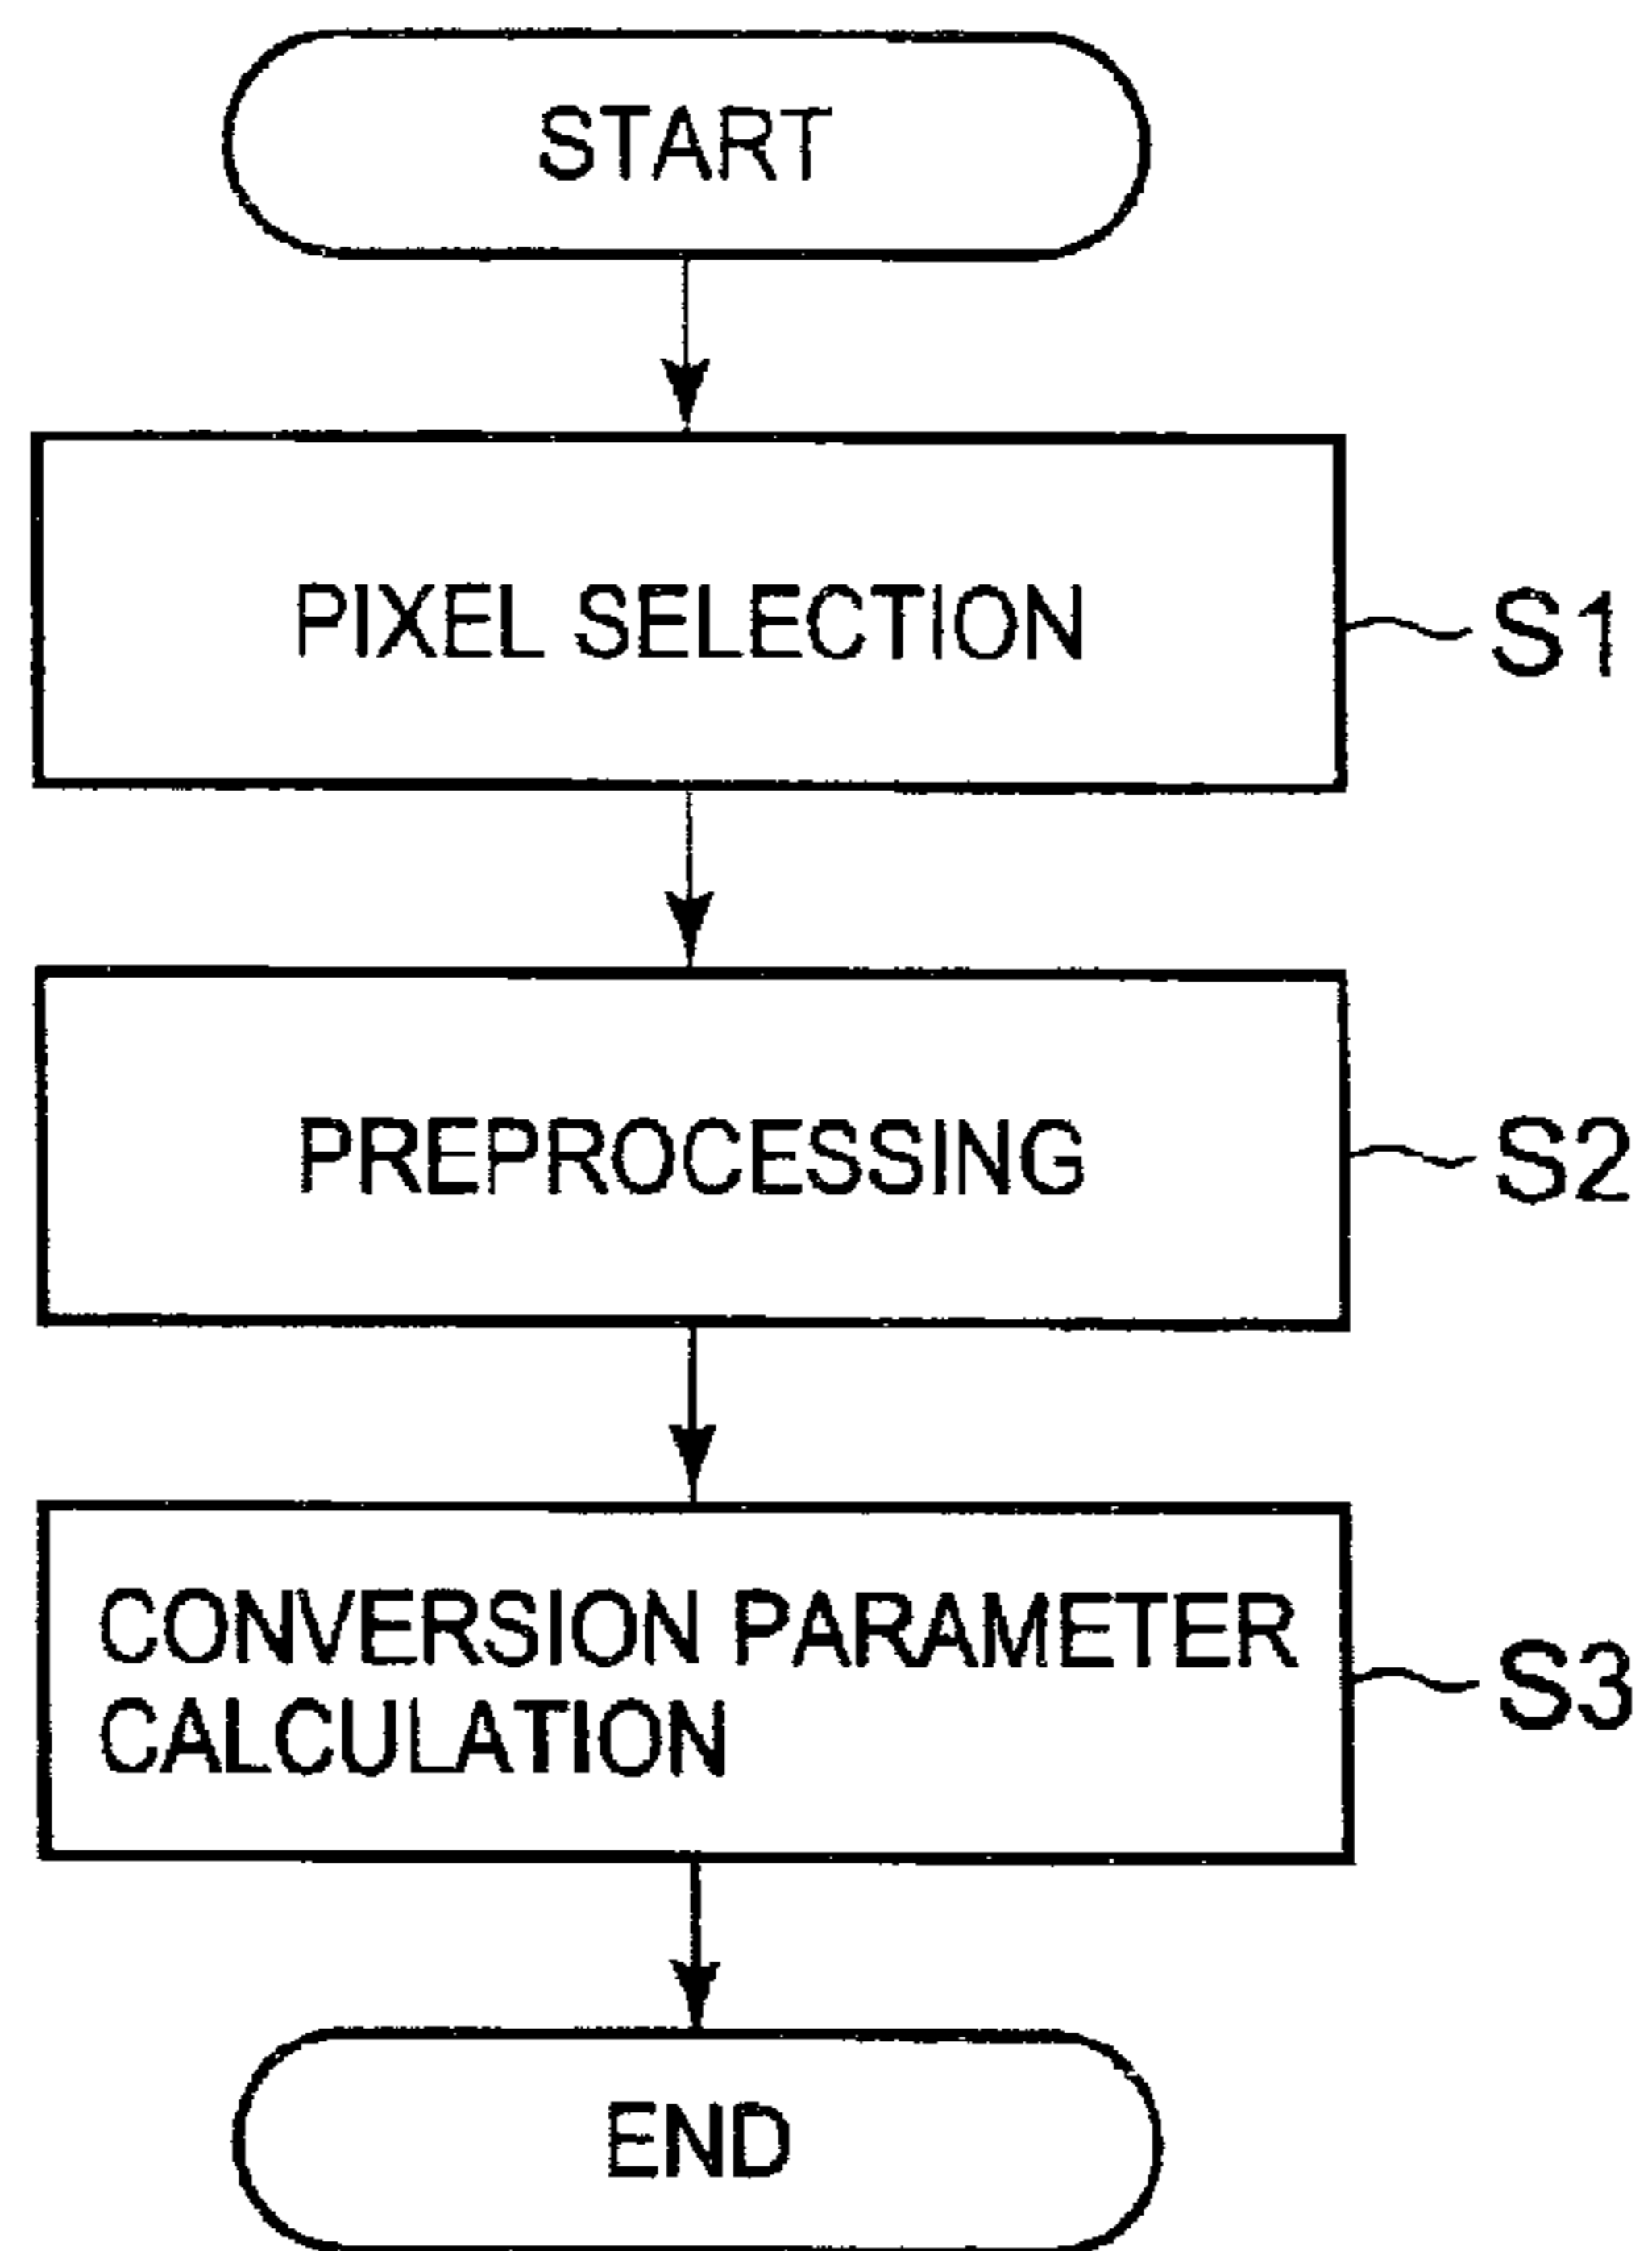 START
PIXEL SELECTION
S1
PREPROCESSING
S2
CONVERSION PARAMETER
CALCULATION
S3
END